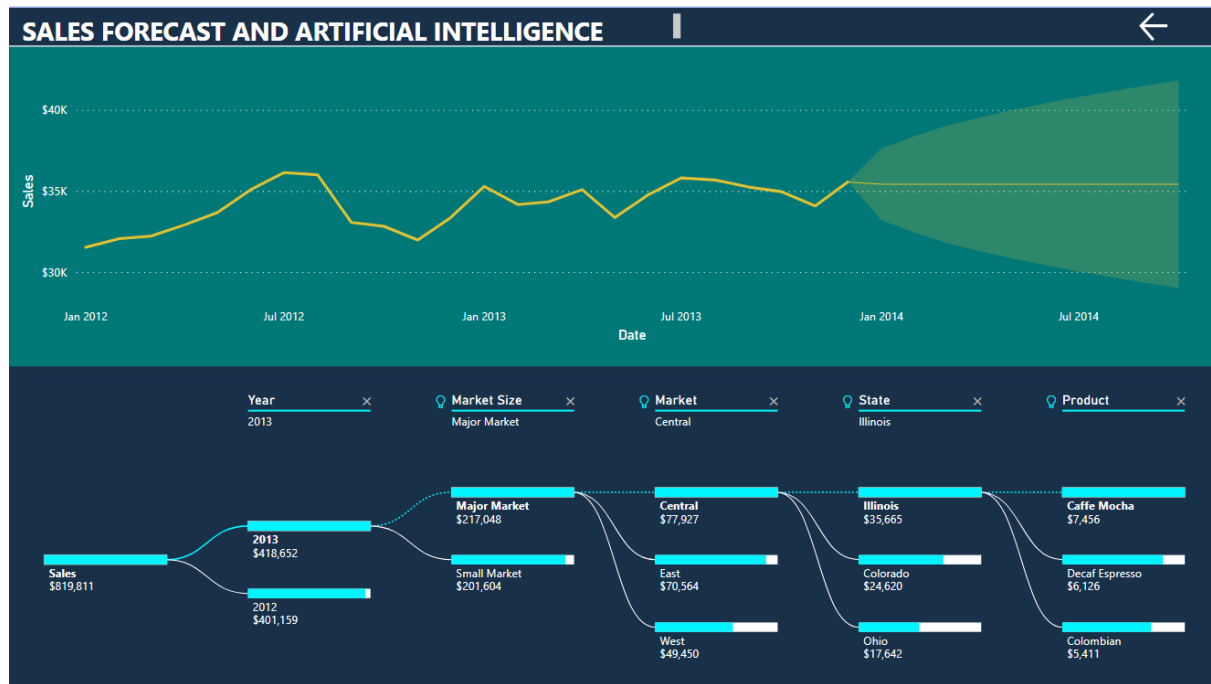 SALES FORECAST AND ARTIFICIAL INTELLIGENCE
$40K
$35K
$30K
Sales
Jan 2012 Jul 2012 Jan 2013 Jul 2013 Jan 2014 Jul 2014
Date
Year Market Size Market State Product
2013 Major Market Central Illinois
Major Market Central Illinois Caffe Mocha
$217,048 $77,927 $35,665 $7,456
2013
$418,652
Sales Small Market East Colorado Decaf Espresso
$819,811 $201,604 $70,564 $24,620 $6,126
2012
$401,159
West Ohio Colombian
$49,450 $17,642 $5,411